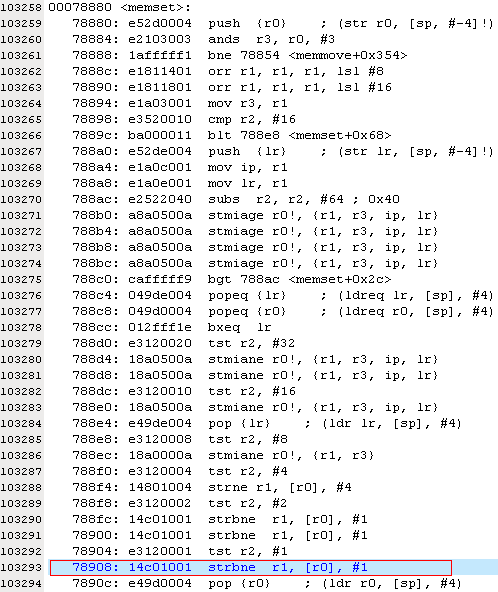 103258 00078880 <memset>:
103259 78880: e52d0004 push {r0} ; (str r0, [sp, #-4]!)
103260 78884: e2103003 ands r3, r0, #3
103261 78888: 1afffff1 bne 78854 <memmove+0x354>
103262 7888c: e1811401 orr r1, r1, r1, lsl #8
103263 78890: e1811801 orr r1, r1, r1, lsl #16
103264 78894: e1a03001 mov r3, r1
103265 78898: e3520010 cmp r2, #16
103266 7889c: ba000011 blt 788e8 <memset+0x68>
103267 788a0: e52de004 push {lr} ; (str lr, [sp, #-4]!)
103268 788a4: e1a0c001 mov ip, r1
103269 788a8: e1a0e001 mov lr, r1
103270 788ac: e2522040 subs r2, r2, #64 ; 0x40
103271 788b0: a8a0500a stmiage r0!, {r1, r3, ip, lr}
103272 788b4: a8a0500a stmiage r0!, {r1, r3, ip, lr}
103273 788b8: a8a0500a stmiage r0!, {r1, r3, ip, lr}
103274 788bc: a8a0500a stmiage r0!, {r1, r3, ip, lr}
103275 788c0: cafffff9 bgt 788ac <memset+0x2c>
103276 788c4: 049de004 popeq {lr} ; (ldreq lr, [sp], #4)
103277 788c8: 049d0004 popeq {r0} ; (ldreq r0, [sp], #4)
103278 788cc: 012fff1e bxeq lr
103279 788d0: e3120020 tst r2, #32
103280 788d4: 18a0500a stmiane r0!, {r1, r3, ip, lr}
103281 788d8: 18a0500a stmiane r0!, {r1, r3, ip, lr}
103282 788dc: e3120010 tst r2, #16
103283 788e0: 18a0500a stmiane r0!, {r1, r3, ip, lr}
103284 788e4: e49de004 pop {lr} ; (ldr lr, [sp], #4)
103285 788e8: e3120008 tst r2, #8
103286 788ec: 18a0000a stmiane r0!, {r1, r3}
103287 788f0: e3120004 tst r2, #4
103288 788f4: 14801004 strne r1, [r0], #4
103289 788f8: e3120002 tst r2, #2
103290 788fc: 14c01001 strbne r1, [r0], #1
103291 78900: 14c01001 strbne r1, [r0], #1
103292 78904: e3120001 tst r2, #1
103293 78908: 14c01001 strbne r1, [r0], #1
103294 7890c: e49d0004 pop {r0} ; (ldr r0, [sp], #4)